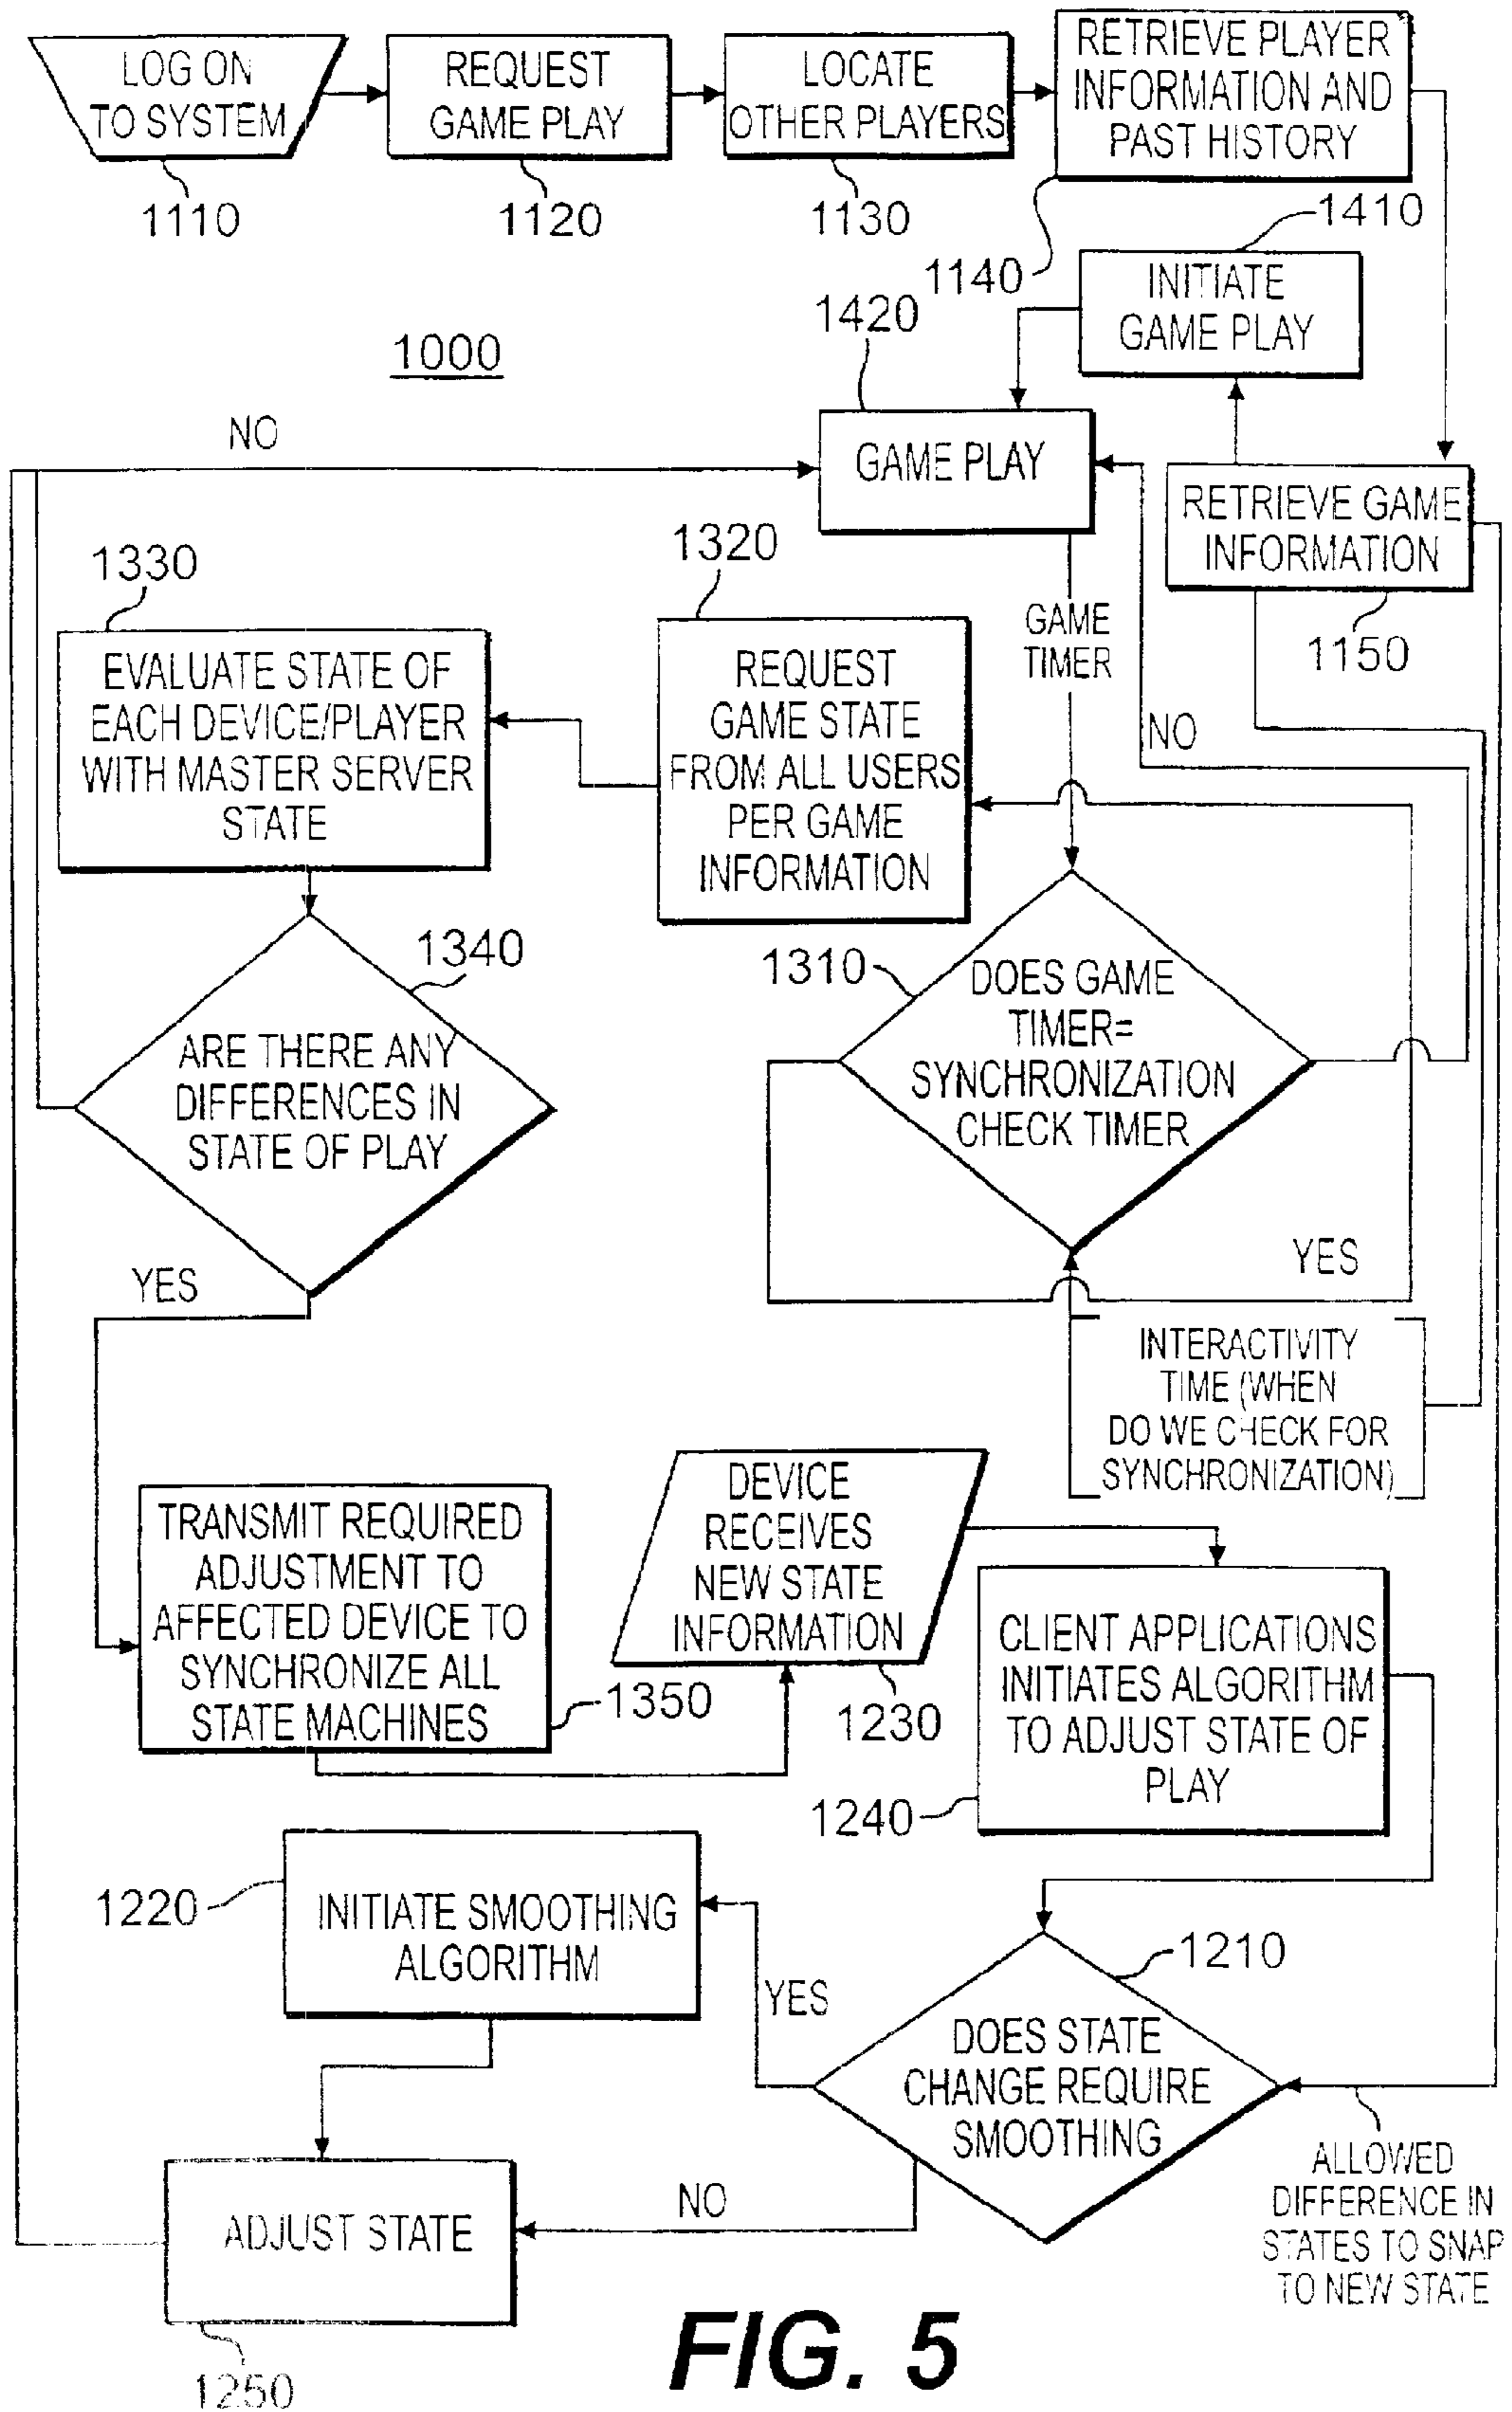 LOG ON
TO SYSTEM
1110
REQUEST
GAME PLAY
1120
LOCATE
OTHER PLAYERS
1130
RETRIEVE PLAYER
INFORMATION AND
PAST HISTORY
1140
1410
INITIATE
GAME PLAY
1420
1000
NO
GAME PLAY
RETRIEVE GAME
INFORMATION
1150
1330
EVALUATE STATE OF
EACH DEVICE/PLAYER
WITH MASTER SERVER
STATE
1320
REQUEST
GAME STATE
FROM ALL USERS
PER GAME
INFORMATION
GAME
TIMER
NO
1340
ARE THERE ANY
DIFFERENCES IN
STATE OF PLAY
YES
1310
DOES GAME
TIMER=
SYNCHRONIZATION
CHECK TIMER
YES
INTERACTIVITY
TIME (WHEN
DO WE CHECK FOR
SYNCHRONIZATION)
TRANSMIT REQUIRED
ADJUSTMENT TO
AFFECTED DEVICE TO
SYNCHRONIZE ALL
STATE MACHINES
1350
DEVICE
RECEIVES
NEW STATE
INFORMATION
1230
CLIENT APPLICATIONS
INITIATES ALGORITHM
TO ADJUST STATE OF
PLAY
1240
1220
INITIATE SMOOTHING
ALGORITHM
YES
1210
DOES STATE
CHANGE REQUIRE
SMOOTHING
NO
ALLOWED
DIFFERENCE IN
STATES TO SNAP
TO NEW STATE
ADJUST STATE
1250
FIG. 5